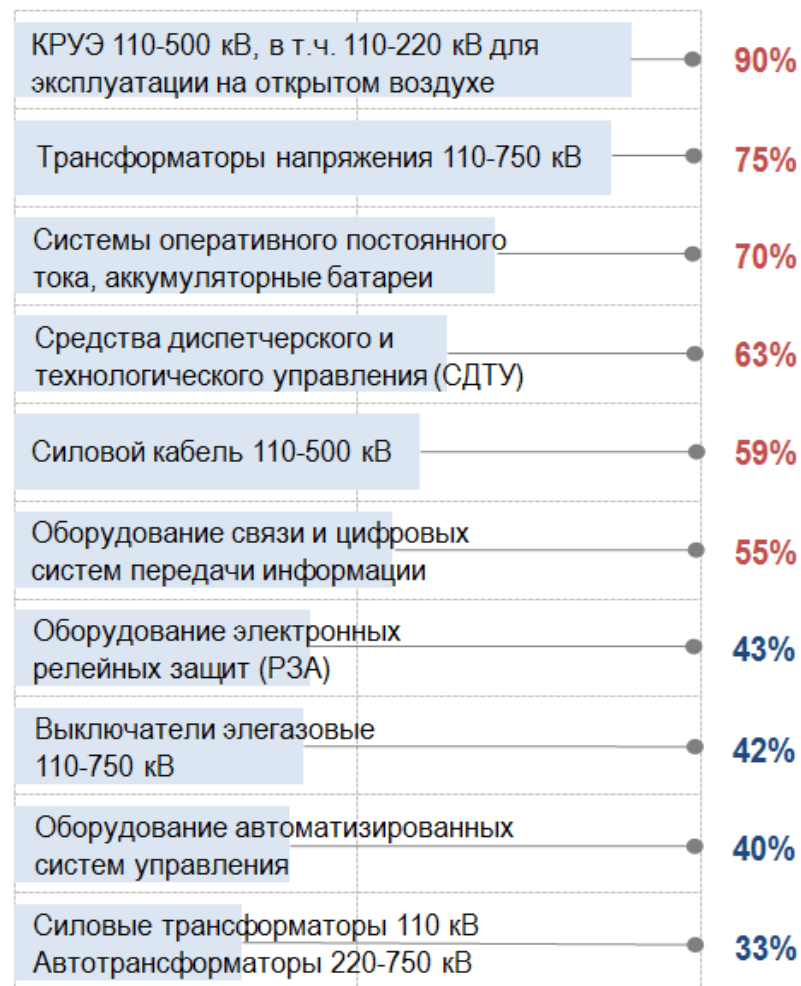 КРУЭ 110-500 кВ, в т.ч. 110-220 кВ для
эксплуатации на открытом воздухе
90%
Трансформаторы напряжения 110-750 кВ
75%
Системы оперативного постоянного
тока, аккумуляторные батареи
70%
Средства диспетчерского и
технологического управления (СДТУ)
63%
Силовой кабель 110-500 кВ
59%
Оборудование связи и цифровых
систем передачи информации
55%
Оборудование электронных
релейных защит (РЗА)
43%
Выключатели элегазовые
110-750 кВ
42%
Оборудование автоматизированных
систем управления
40%
Силовые трансформаторы 110 кВ
Автотрансформаторы 220-750 кВ
33%